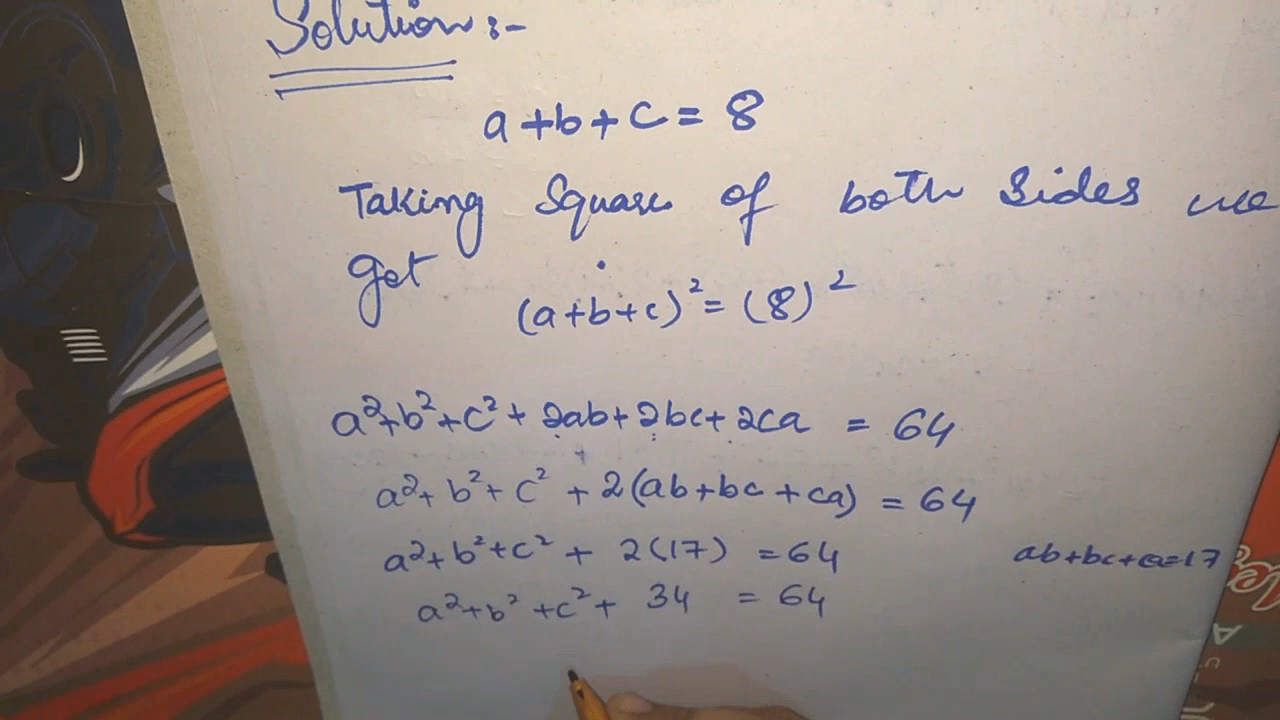 Solution:-
a+b+c=8
Taking Square of both sides we
get
(a+b+c)²=(8)²
a²+b²+c²+2ab+2bc+2ca = 64
a²+b²+c²+2(ab+bc+ca) = 64
a²+b²+c²+ 2(17) =64
ab+bc+ca=17
a²+b²+c²+ 34 = 64